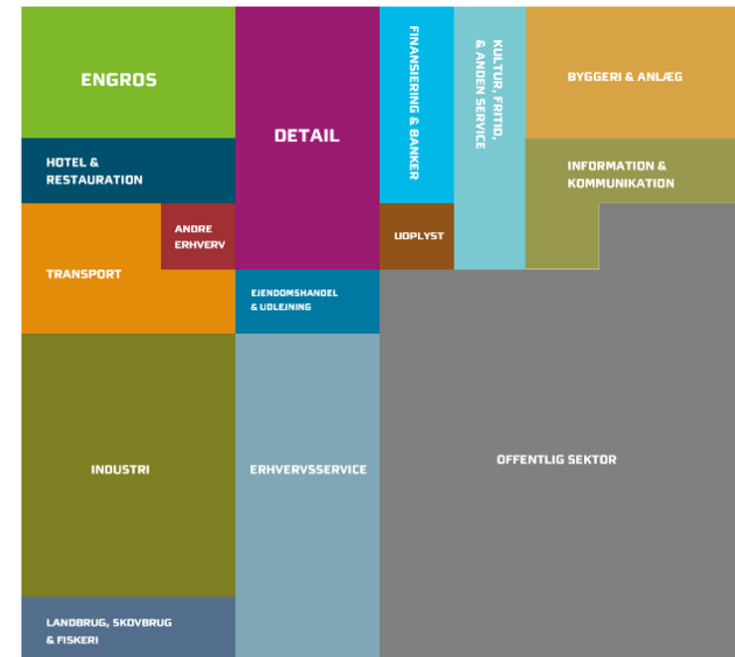 ENGROS
DETAIL
FINANSIERING & BANKER
KULTUR, FRITID,
& ANDEN SERVICE
BYGGERI & ANLÆG
HOTEL &
RESTAURATION
INFORMATION &
KOMMUNIKATION
ANDRE
ERHVERV
UOPLYST
TRANSPORT
EJENDOMSHANDEL
& UDLEJNING
INDUSTRI
ERHVERVSSERVICE
OFFENTLIG SEKTOR
LANDBRUG, SKOVBRUG
& FISKERI